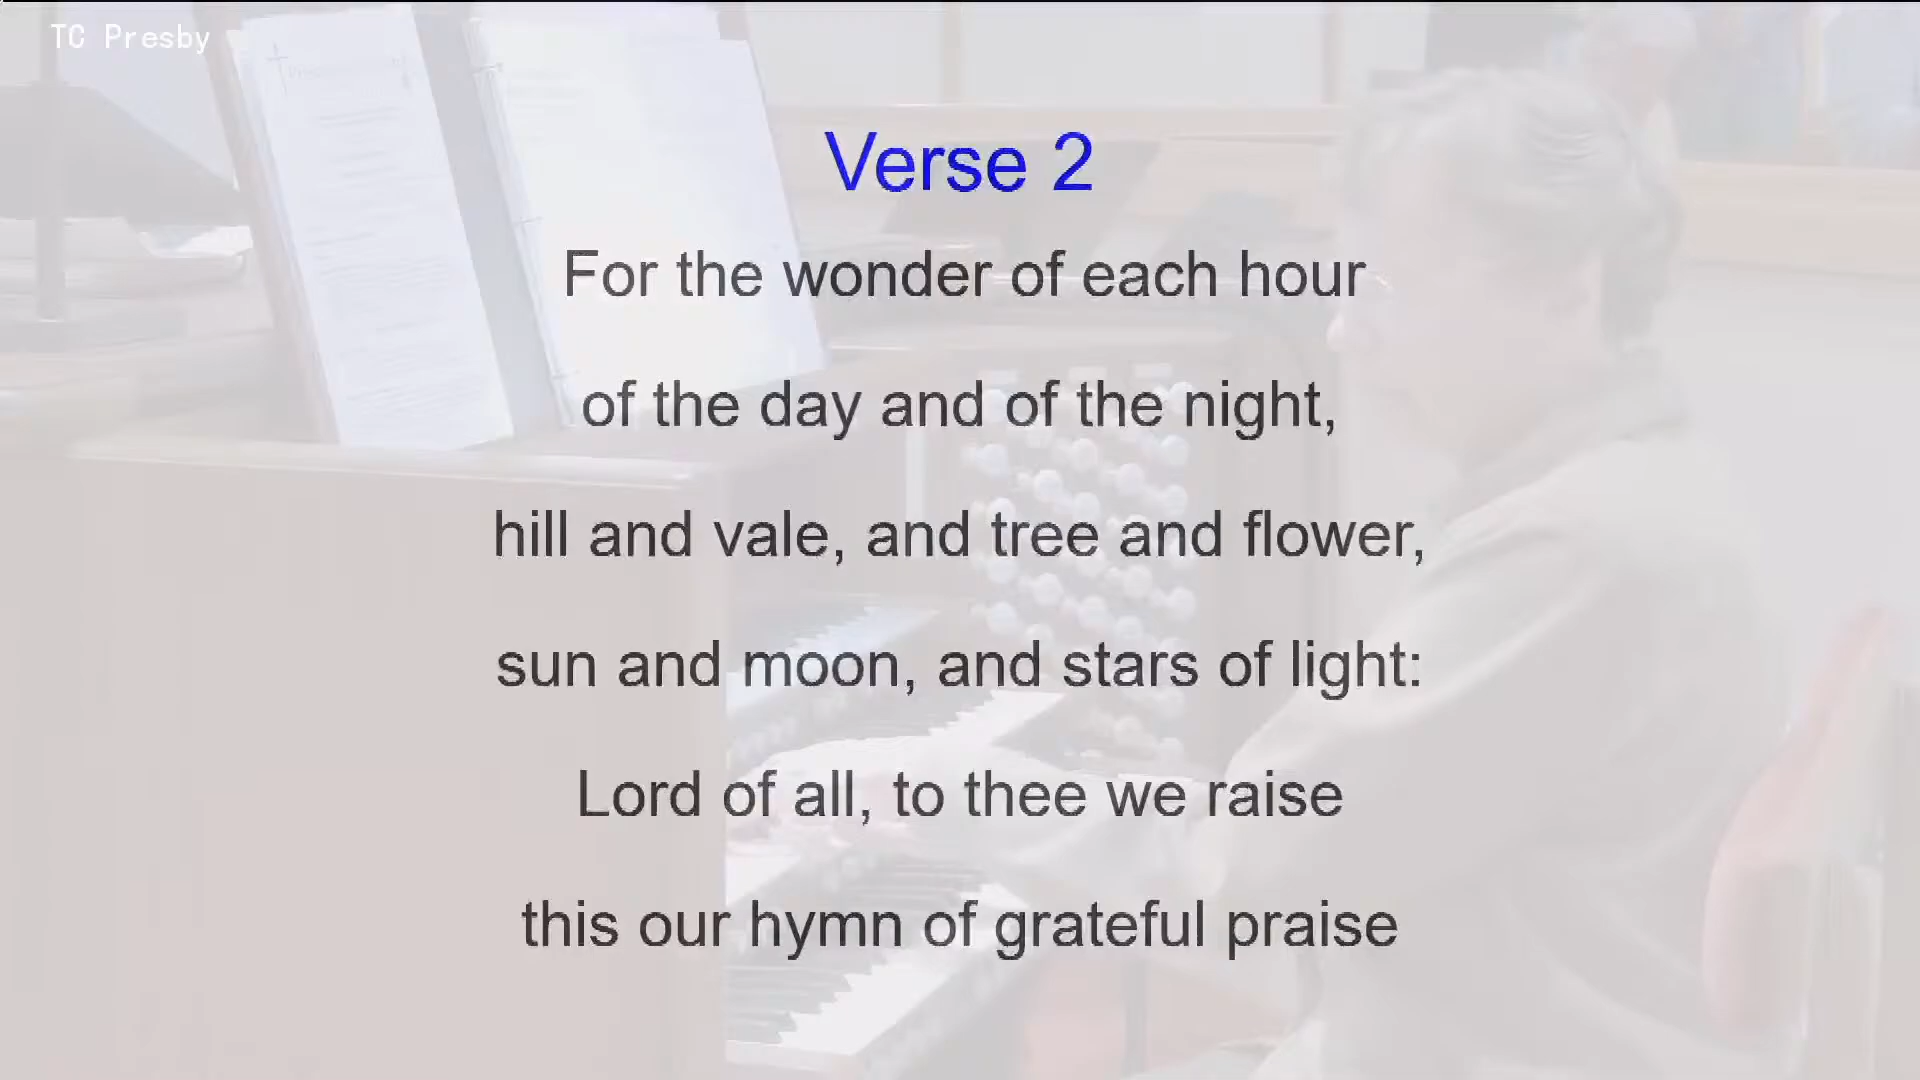 TC Presby
Verse 2
For the wonder of each hour
of the day and of the night,
hill and vale, and tree and flower,
sun and moon, and stars of light:
Lord of all, to thee we raise
this our hymn of grateful praise